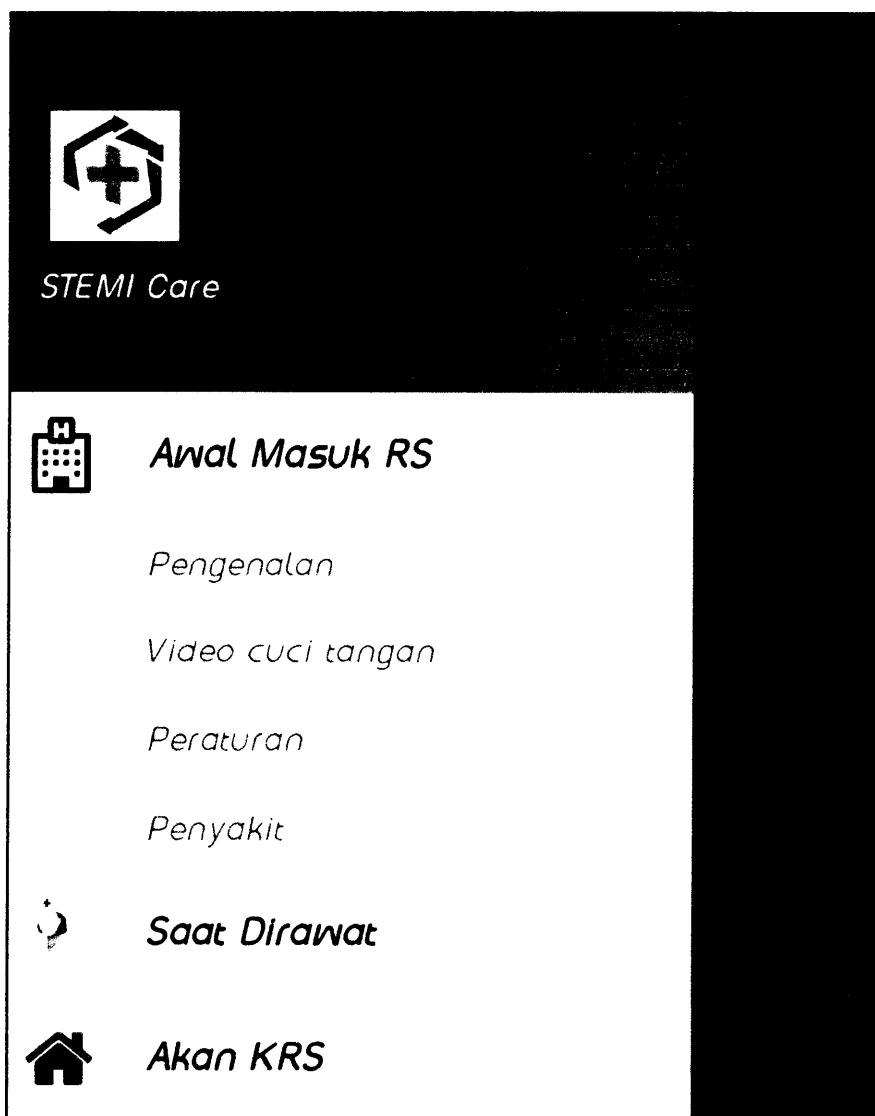 STEMI Care
H
Awal Masuk RS
Pengenalan
Video cuci tangan
Peraturan
Penyakit
Saat Dirawat
Akan KRS